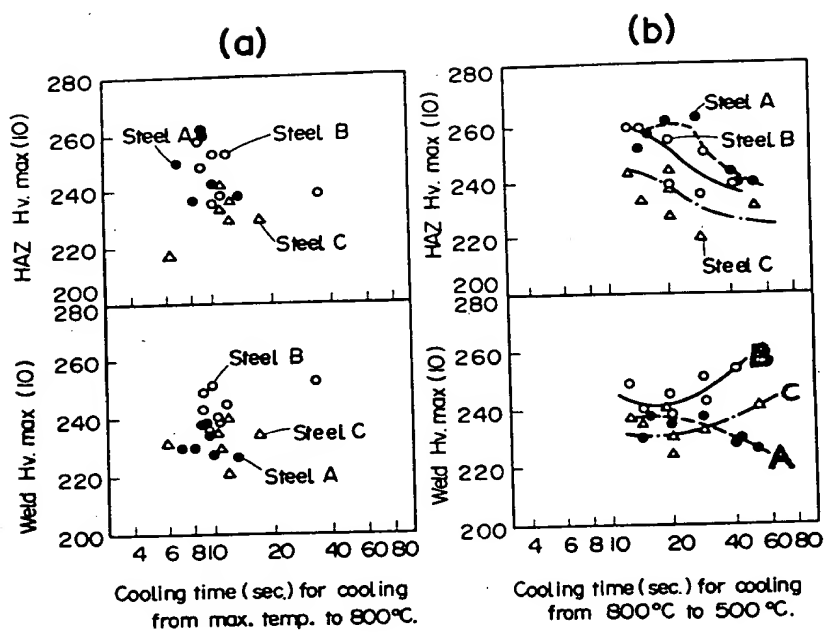 (a)
280
260
240
220
200
HAZ Hv. max (10)
Steel A
Steel B
Steel C
280
260
240
220
200
Weld Hv. max (10)
Steel B
Steel C
Steel A
4 6 8 10 20 40 60 80
Cooling time (sec.) for cooling
from max. temp. to 800°C.
(b)
280
260
240
220
200
HAZ Hv. max (10)
Steel A
Steel B
Steel C
280
260
240
220
200
Weld Hv. max (10)
B
C
A
4 6 8 10 20 40 60 80
Cooling time (sec.) for cooling
from 800°C to 500°C.